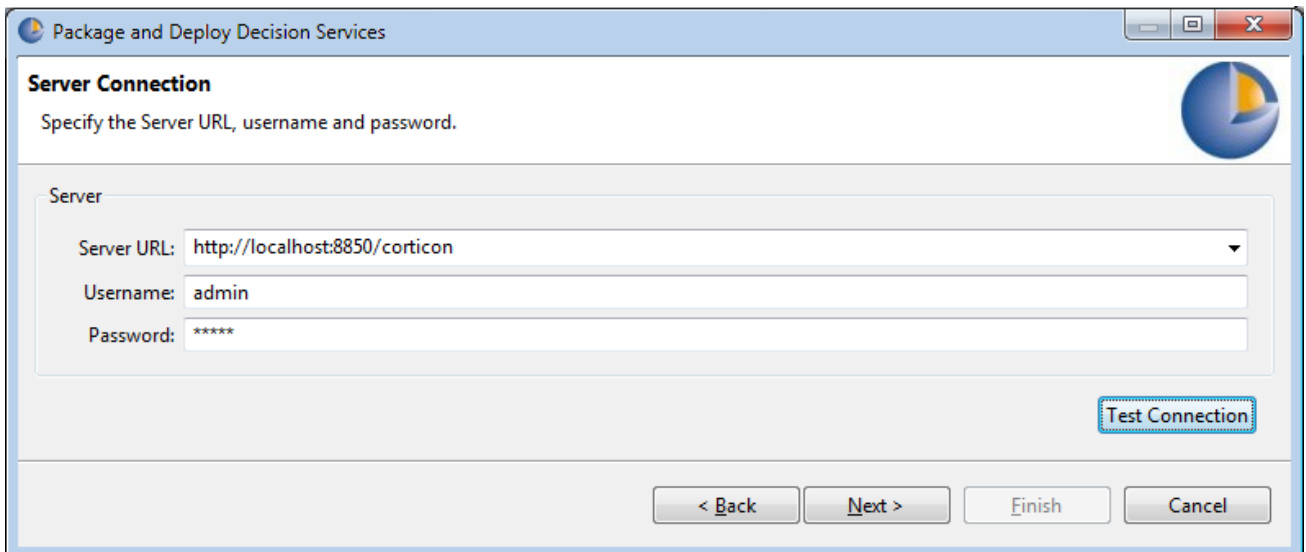 Package and Deploy Decision Services
Server Connection
Specify the Server URL, username and password.
Server
Server URL: http://localhost:8850/corticon
Username: admin
Password: *****
Test Connection
< Back Next > Finish Cancel